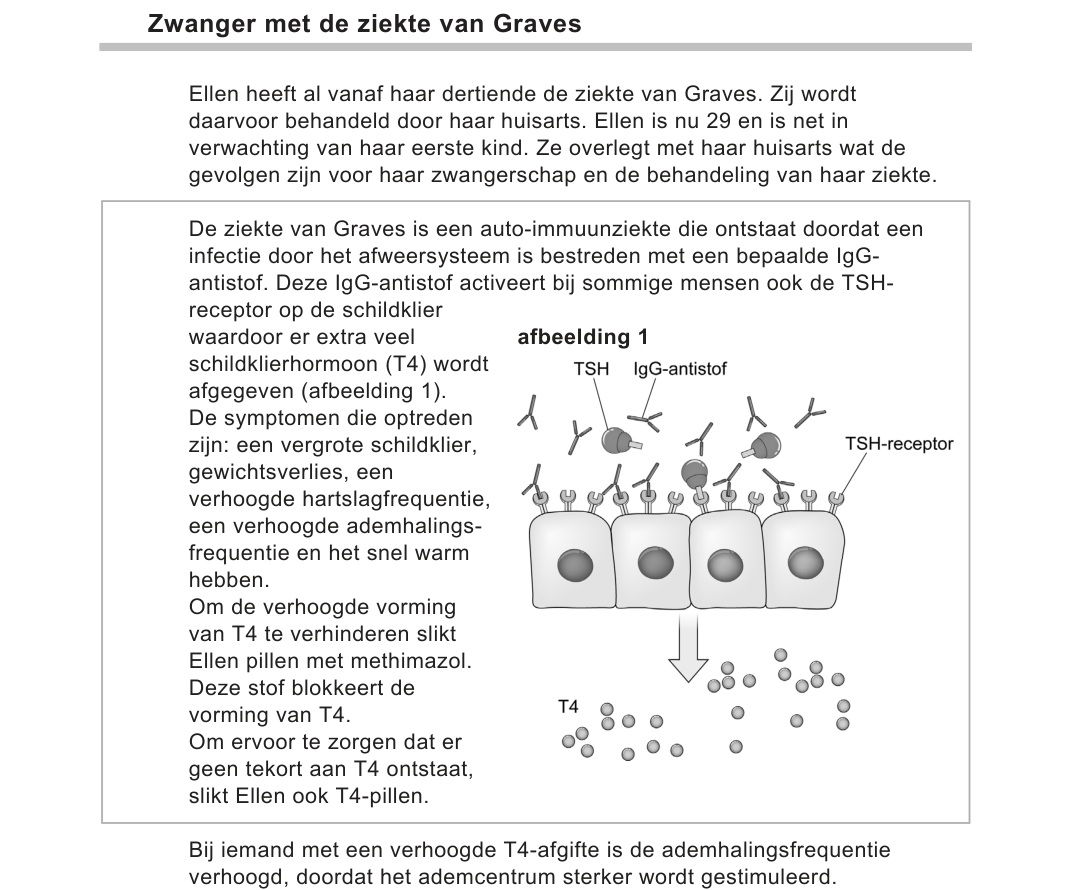 Zwanger met de ziekte van Graves
Ellen heeft al vanaf haar dertiende de ziekte van Graves. Zij wordt
daarvoor behandeld door haar huisarts. Ellen is nu 29 en is net in
verwachting van haar eerste kind. Ze overlegt met haar huisarts wat de
gevolgen zijn voor haar zwangerschap en de behandeling van haar ziekte.
De ziekte van Graves is een auto-immuunziekte die ontstaat doordat een
infectie door het afweersysteem is bestreden met een bepaalde IgG-
antistof. Deze IgG-antistof activeert bij sommige mensen ook de TSH-
receptor op de schildklier
waardoor er extra veel
schildklierhormoon (T4) wordt
afgegeven (afbeelding 1).
De symptomen die optreden
zijn: een vergrote schildklier,
gewichtsverlies, een
verhoogde hartslagfrequentie,
een verhoogde ademhalings-
frequentie en het snel warm
hebben.
Om de verhoogde vorming
van T4 te verhinderen slikt
Ellen pillen met methimazol.
Deze stof blokkeert de
vorming van T4.
Om ervoor te zorgen dat er
geen tekort aan T4 ontstaat,
slikt Ellen ook T4-pillen.
afbeelding 1
TSH
IgG-antistof
TSH-receptor
T4
Bij iemand met een verhoogde T4-afgifte is de ademhalingsfrequentie
verhoogd, doordat het ademcentrum sterker wordt gestimuleerd.